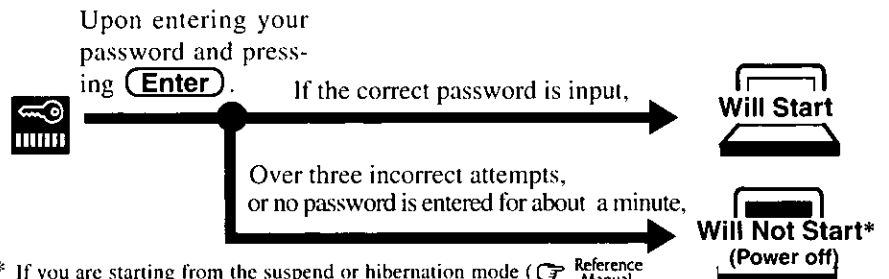 Upon entering your
password and press-
ing Enter.
If the correct password is input,
Will Start
Over three incorrect attempts,
or no password is entered for about a minute,
Will Not Start*
(Power off)
* If you are starting from the suspend or hibernation mode (☞ Reference
Manual